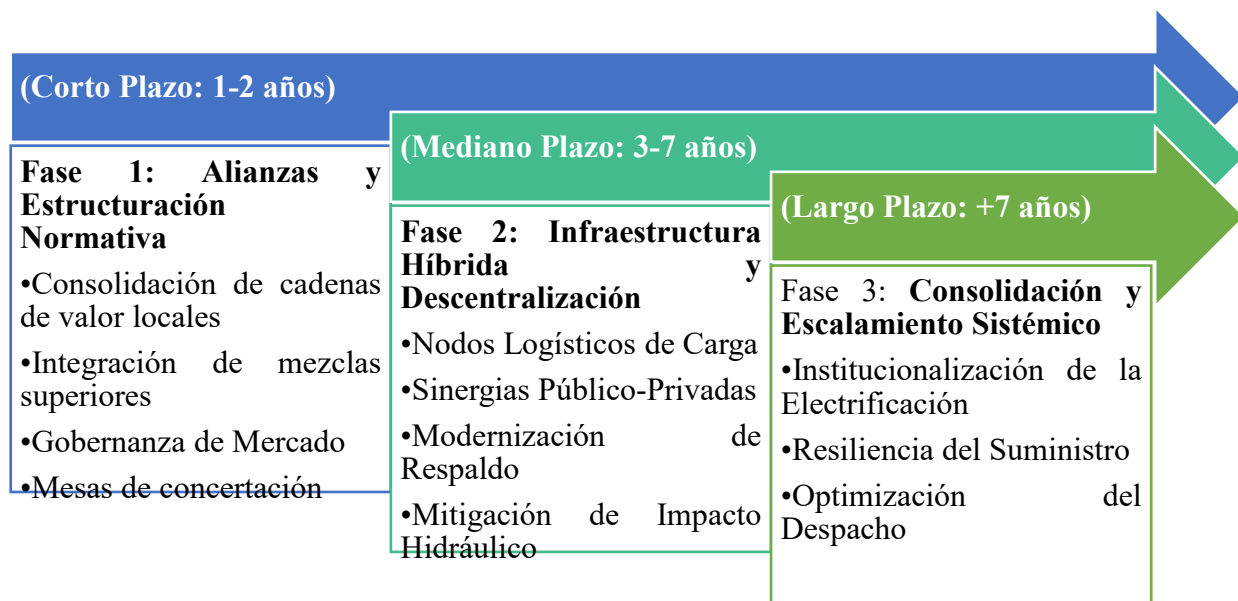 (Corto Plazo: 1-2 años)
Fase 1: Alianzas y
Estructuración
Normativa
•Consolidación de cadenas
de valor locales
•Integración de mezclas
superiores
•Gobernanza de Mercado
•Mesas de concertación
(Mediano Plazo: 3-7 años)
Fase 2: Infraestructura
Híbrida y
Descentralización
•Nodos Logísticos de Carga
•Sinergias Público-Privadas
•Modernización de
Respaldo
•Mitigación de Impacto
Hidráulico
(Largo Plazo: +7 años)
Fase 3: Consolidación y
Escalamiento Sistémico
•Institucionalización de la
Electrificación
•Resiliencia del Suministro
•Optimización del
Despacho